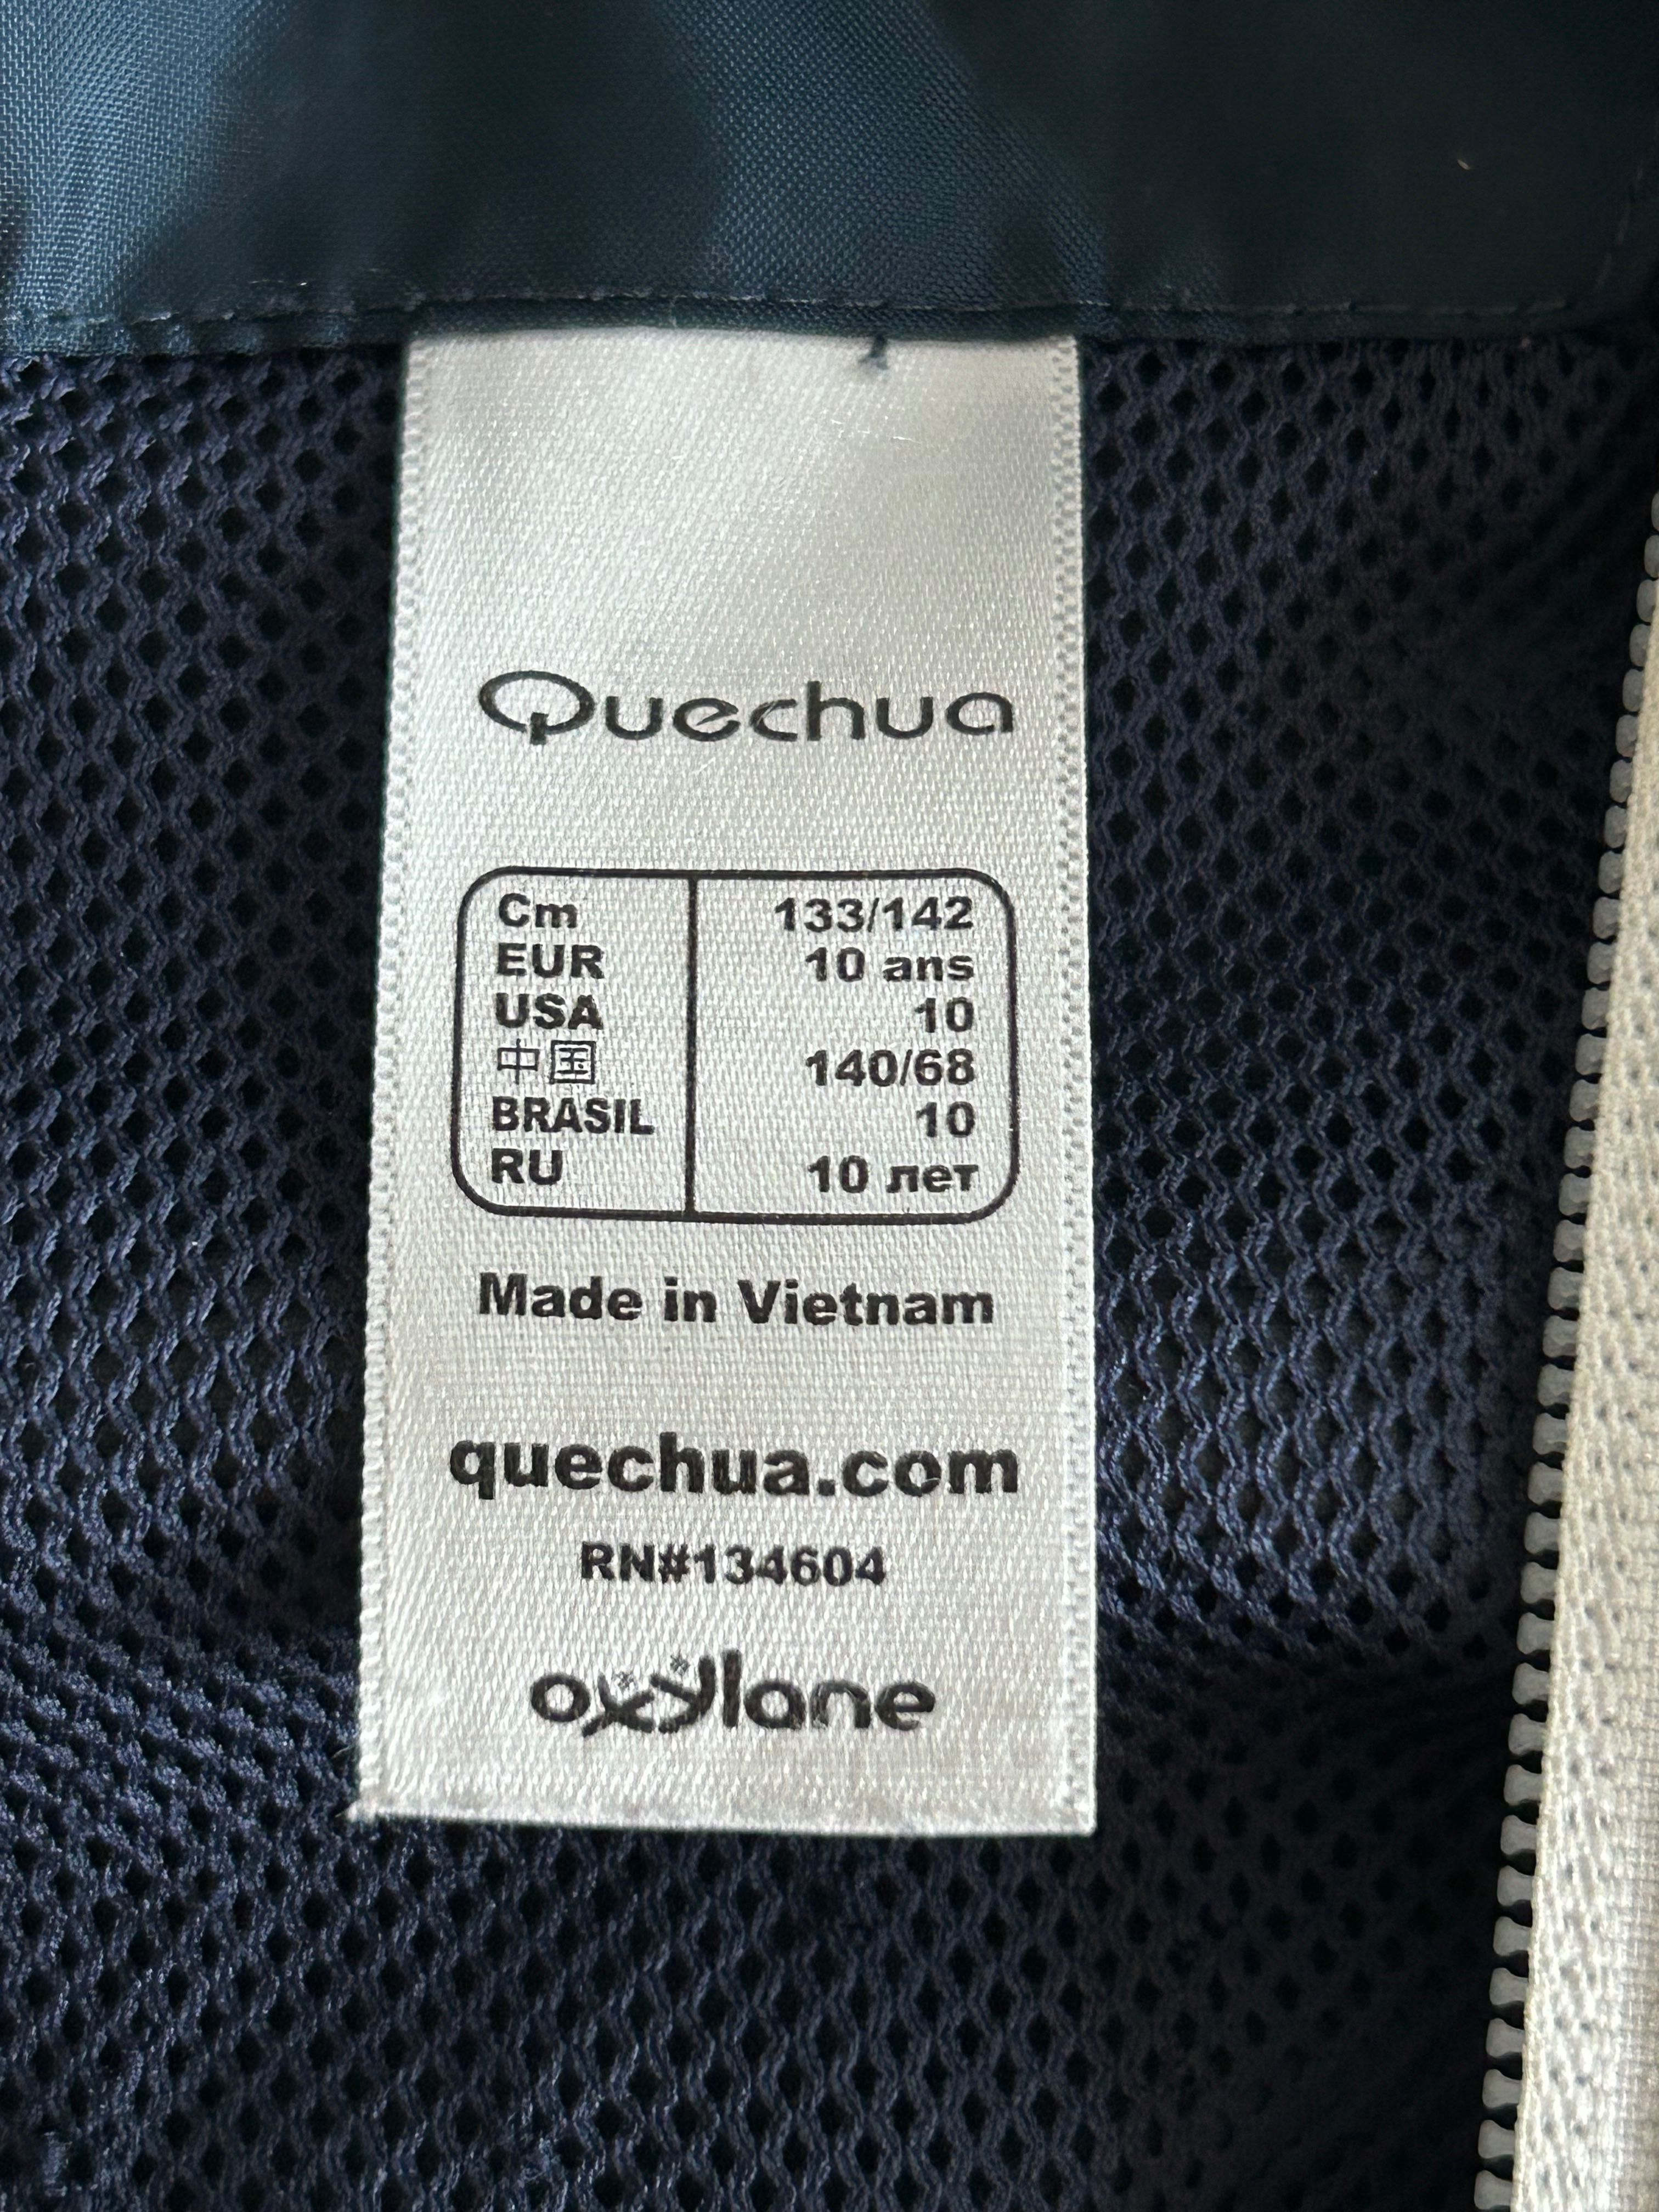 Quechua
Cm 133/142
EUR 10 ans
USA 10
中国 140/68
BRASIL 10
RU 10 лет
Made in Vietnam
quechua.com
RN#134604
oxylane